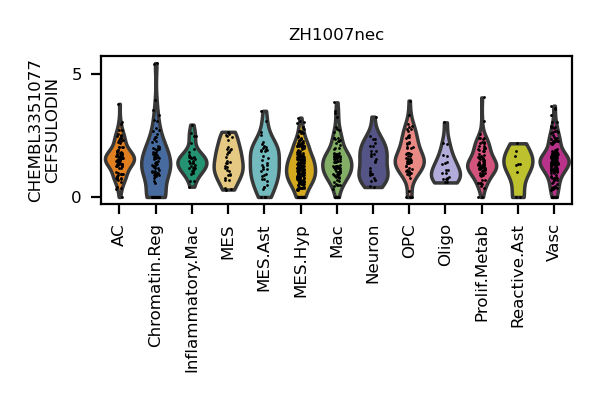 ZH1007nec
CHEMBL3351077
CEFSULODIN
5
0
AC
Chromatin.Reg
Inflammatory.Mac
MES
MES.Ast
MES.Hyp
Mac
Neuron
OPC
Oligo
Prolif.Metab
Reactive.Ast
Vasc